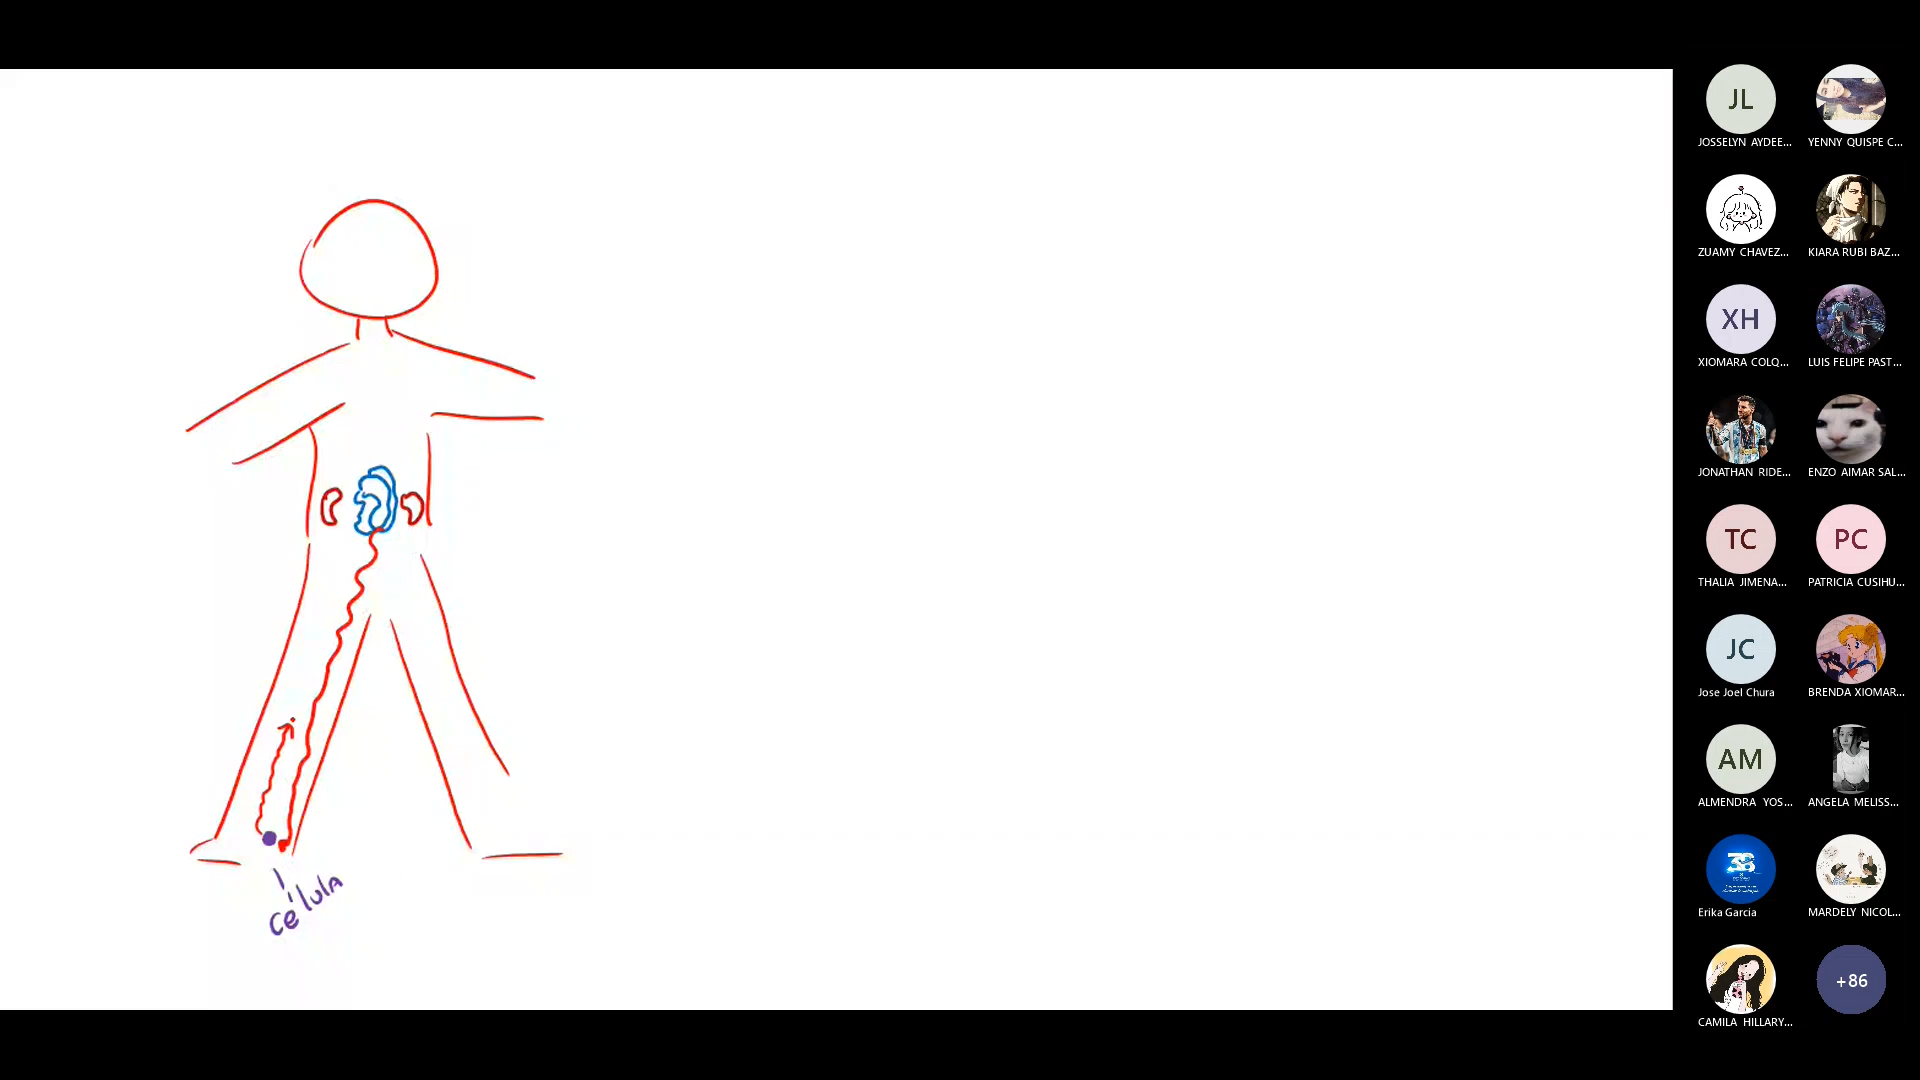 célula
JL
JOSSELYN AYDEE...
YENNY QUISPE C...
ZUAMY CHAVEZ...
KIARA RUBI BAZ...
XH
XIOMARA COLQ...
LUIS FELIPE PAST...
JONATHAN RIDE...
ENZO AIMAR SAL...
TC
THALIA JIMENA...
PC
PATRICIA CUSIHU...
JC
Jose Joel Chura
BRENDA XIOMAR...
AM
ALMENDRA YOS...
ANGELA MELISS...
Erika García
MARDELY NICOL...
CAMILA HILLARY...
+86